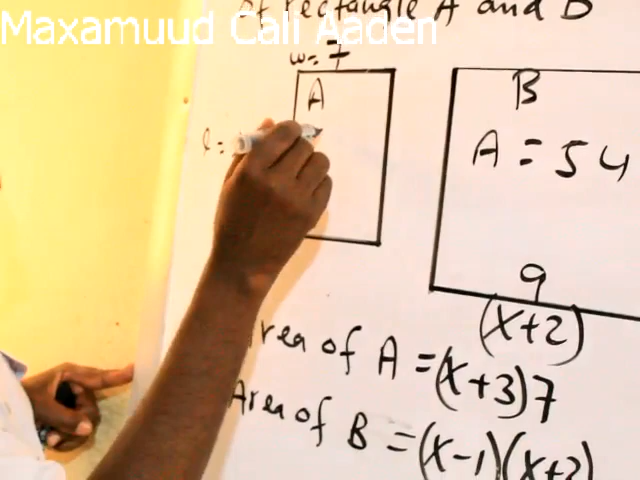 of rectangle A and B
Maxamuud Cali Aaden
w=7
A
B
l=
A = 54
9
(x+2)
Area of A = (x+3)7
Area of B = (x-1)(x+2)